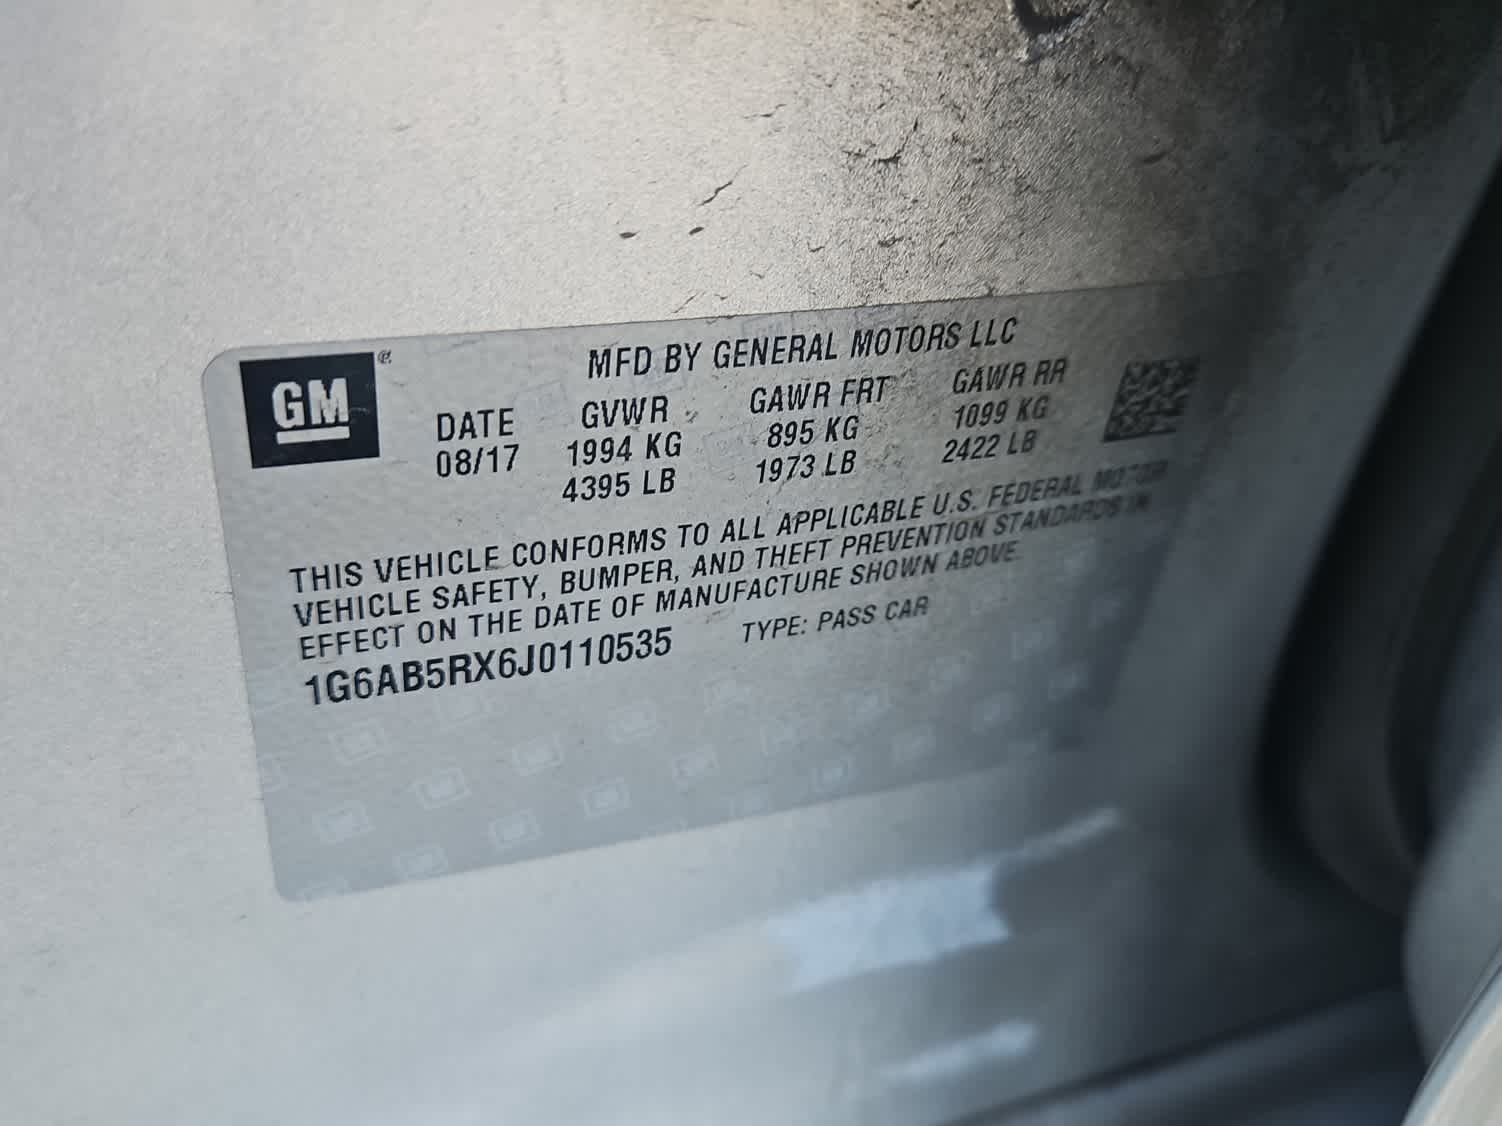 GM
MFD BY GENERAL MOTORS LLC
DATE GVWR GAWR FRT GAWR RR
08/17 1994 KG 895 KG 1099 KG
4395 LB 1973 LB 2422 LB
THIS VEHICLE CONFORMS TO ALL APPLICABLE U.S. FEDERAL MOTOR
VEHICLE SAFETY, BUMPER, AND THEFT PREVENTION STANDARDS IN
EFFECT ON THE DATE OF MANUFACTURE SHOWN ABOVE.
1G6AB5RX6J0110535 TYPE: PASS CAR